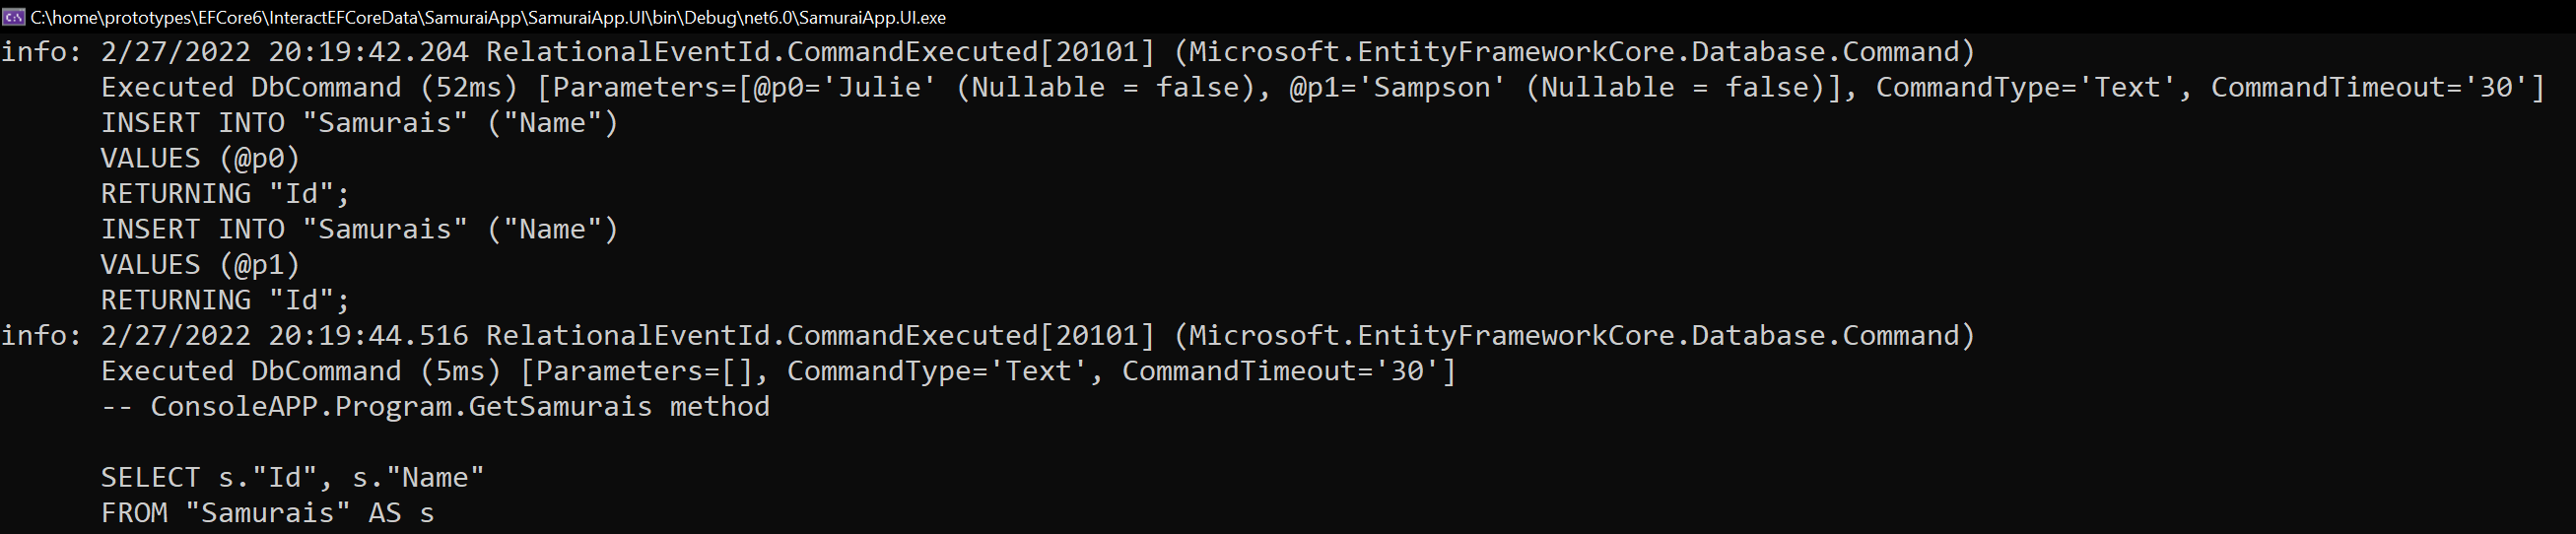 C:\home\prototypes\EFCore6\InteractEFCoreData\SamuraiApp\SamuraiApp.UI\bin\Debug\net6.0\SamuraiApp.UI.exe
info: 2/27/2022 20:19:42.204 RelationalEventId.CommandExecuted[20101] (Microsoft.EntityFrameworkCore.Database.Command)
      Executed DbCommand (52ms) [Parameters=[@p0='Julie' (Nullable = false), @p1='Sampson' (Nullable = false)], CommandType='Text', CommandTimeout='30']
      INSERT INTO "Samurais" ("Name")
      VALUES (@p0)
      RETURNING "Id";
      INSERT INTO "Samurais" ("Name")
      VALUES (@p1)
      RETURNING "Id";
info: 2/27/2022 20:19:44.516 RelationalEventId.CommandExecuted[20101] (Microsoft.EntityFrameworkCore.Database.Command)
      Executed DbCommand (5ms) [Parameters=[], CommandType='Text', CommandTimeout='30']
      -- ConsoleAPP.Program.GetSamurais method

      SELECT s."Id", s."Name"
      FROM "Samurais" AS s